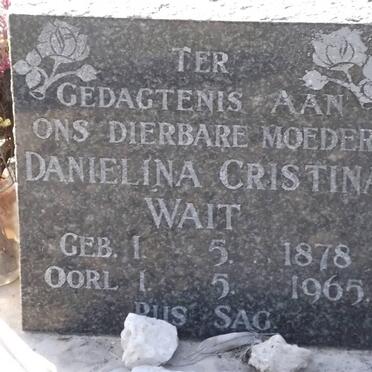 TER
GEDAGTENIS AAN
ONS DIERBARE MOEDER
DANIELINA CRISTINA
WAIT
GEB. 1. 5. 1878
OORL. 1. 5. 1965.
RUS SAG.